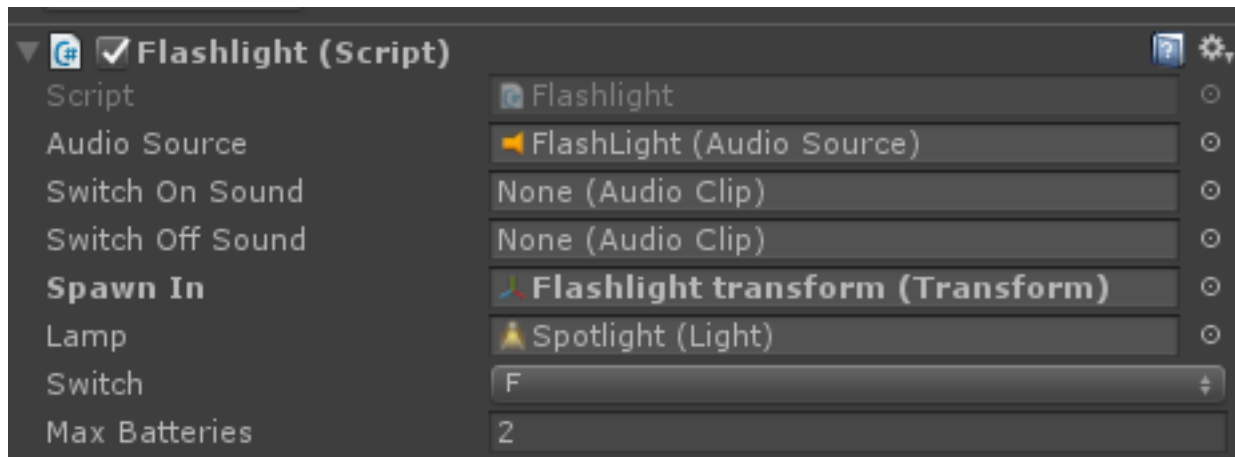 Flashlight (Script)
Script Flashlight
Audio Source FlashLight (Audio Source)
Switch On Sound None (Audio Clip)
Switch Off Sound None (Audio Clip)
Spawn In Flashlight transform (Transform)
Lamp Spotlight (Light)
Switch F
Max Batteries 2